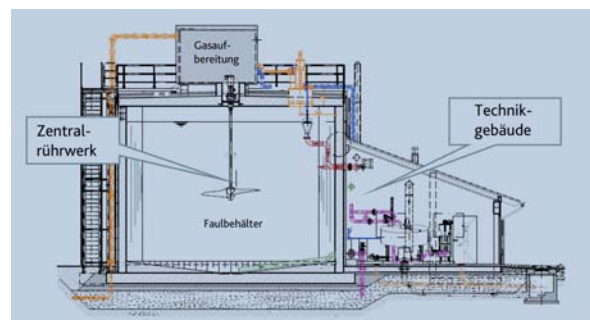 Gasauf-
bereitung
Zentral-
rührwerk
Technik-
gebäude
Faulbehälter